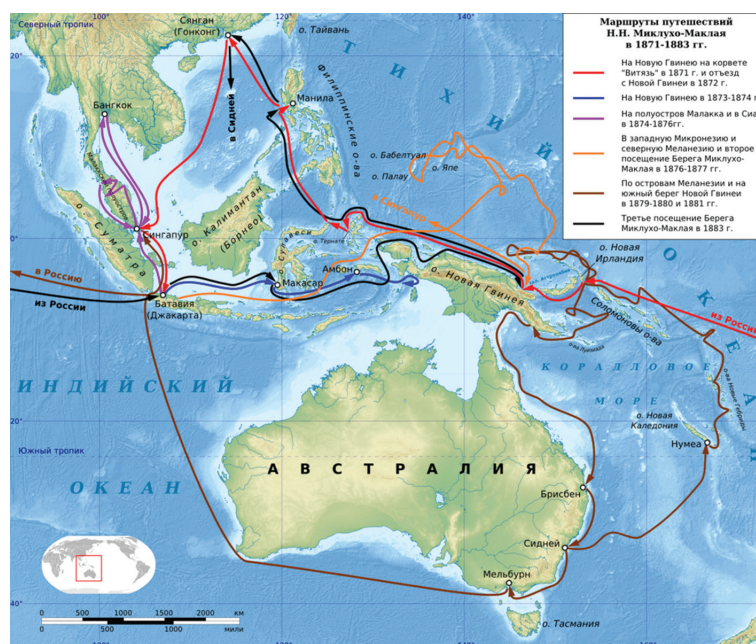 Северный тропик
Сянган
(Гонконг)
120°
о. Тайвань
140°
Маршруты путешествий
Н.Н. Миклухо-Маклая
в 1871-1883 гг.
На Новую Гвинею на корвете
"Витязь" в 1871 г. и отъезд
с Новой Гвинеи в 1872 г.
На Новую Гвинею в 1873-1874 г
На полуостров Малакка и в Сиа
в 1874-1876гг.
В западную Микронезию и
северную Меланезию и второе
посещение Берега Миклухо-
Маклая в 1876-1877 гг.
По островам Меланезии и на
южный берег Новой Гвинеи
в 1879-1880 и 1881 гг.
Третье посещение Берега
Миклухо-Маклая в 1883 г.
20°
в Сидней
ТИХИЙ
Бангкок
Манила
Филиппинские о-ва
о. Бабелтуап
о. Япе
о. Палау
в Сингапур
Сингапур
о. Суматра
о. Калимантан
(Борнео)
о. Тернате
0°
в Россию
из России
Батавия
(Джакарта)
Макасар
Амбон
о. Новая Гвинея
о. Новая
Ирландия
Соломоновы о-ва
ОКЕАН
из России
ИНДИЙСКИЙ
ОКЕАН
КОРАЛЛОВОЕ
МОРЕ
о-ва Новые Гебриды
о. Новая
Каледония
Нумеа
Южный тропик
АВСТРАЛИЯ
Брисбен
Сидней
Мельбурн
о. Тасмания
40°
0 500 1000 1500 2000 км
0 500 1000 мили